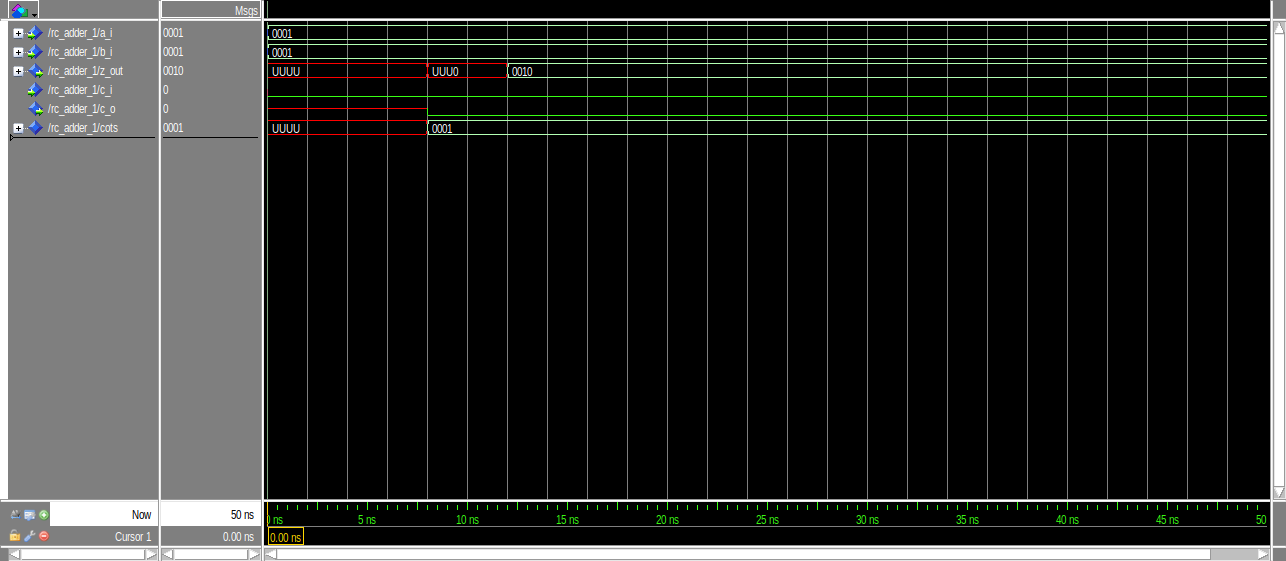 Msgs
/rc_adder_1/a_i 0001 0001
/rc_adder_1/b_i 0001 0001
/rc_adder_1/z_out 0010 UUUU UUU0 0010
/rc_adder_1/c_i 0
/rc_adder_1/c_o 0
/rc_adder_1/cots 0001 UUUU 0001
Now 50 ns ns 5 ns 10 ns 15 ns 20 ns 25 ns 30 ns 35 ns 40 ns 45 ns 50
Cursor 1 0.00 ns 0.00 ns